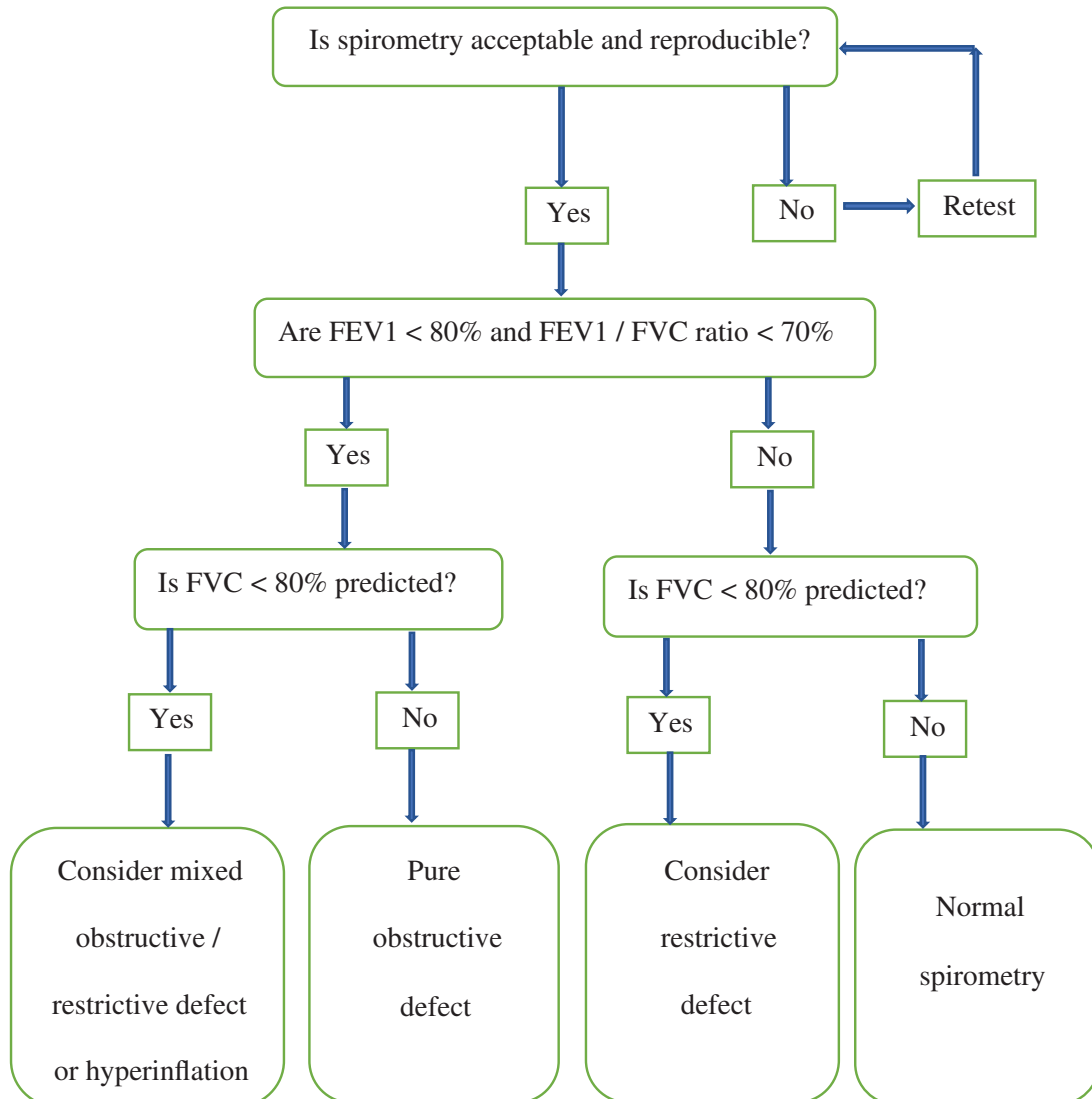 Is spirometry acceptable and reproducible?
Yes
No
Retest
Are FEV1 < 80% and FEV1 / FVC ratio < 70%
Yes
No
Is FVC < 80% predicted?
Is FVC < 80% predicted?
Yes
No
Yes
No
Consider mixed
obstructive /
restrictive defect
or hyperinflation
Pure
obstructive
defect
Consider
restrictive
defect
Normal
spirometry